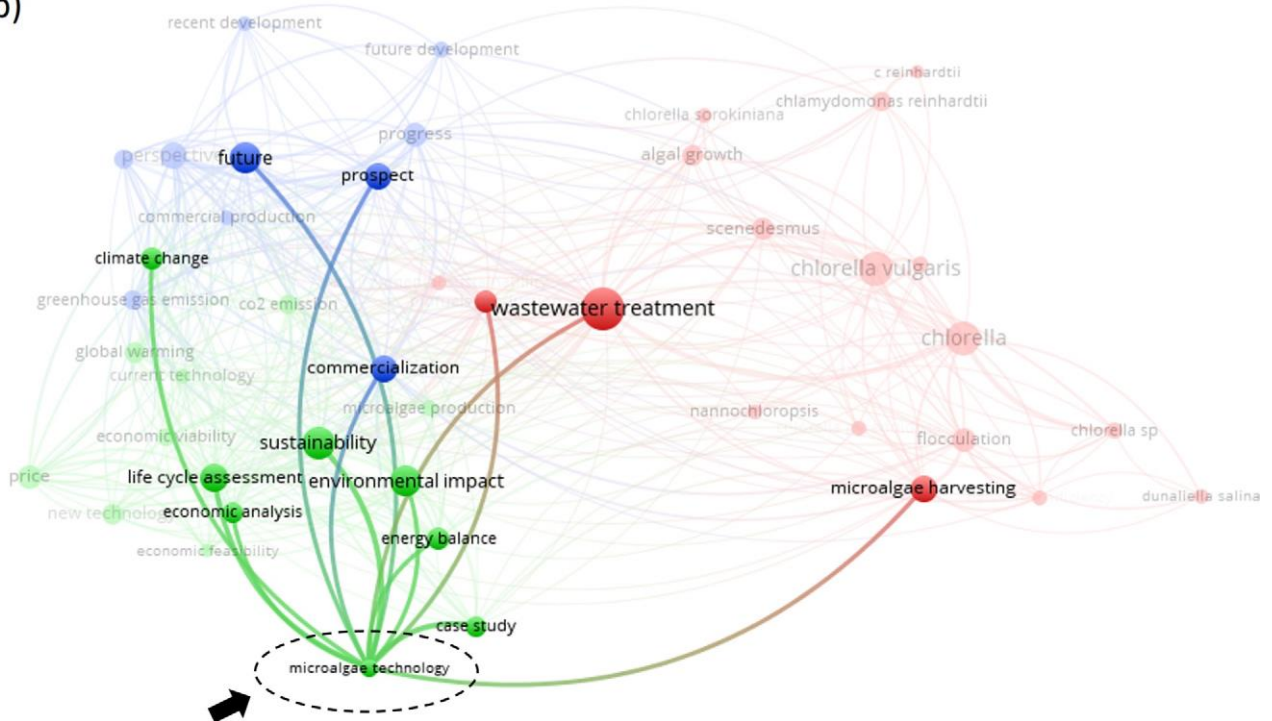 b)
recent development
future development
c reinhardtii
chlamydomonas reinhardtii
chlorella sorokiniana
progress
algal growth
perspective
future
prospect
commercial production
scenedesmus
climate change
chlorella vulgaris
greenhouse gas emission
co2 emission
wastewater treatment
chlorella
global warming
commercialization
current technology
microalgae production
nannochloropsis
chlorella sp
economic viability
sustainability
flocculation
price
life cycle assessment
environmental impact
microalgae harvesting
dunaliella salina
new technology
economic analysis
energy balance
economic feasibility
case study
microalgae technology